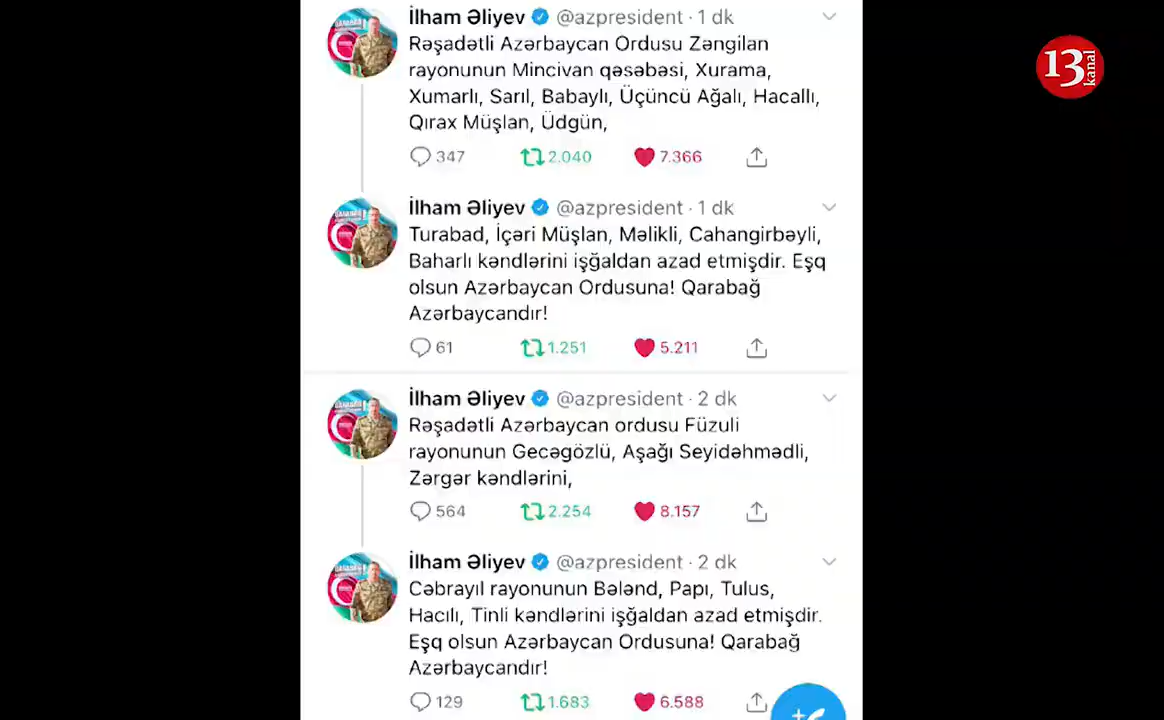 İlham Əliyev @azpresident · 1 dk
Rəşadətli Azərbaycan Ordusu Zəngilan
rayonunun Mincivan qəsəbəsi, Xurama,
Xumarlı, Sarıl, Babaylı, Üçüncü Ağalı, Hacallı,
Qırax Müşlan, Üdgün,
347 2.040 7.366
İlham Əliyev @azpresident · 1 dk
Turabad, İçəri Müşlan, Məlikli, Cahangirbəyli,
Baharlı kəndlərini işğaldan azad etmişdir. Eşq
olsun Azərbaycan Ordusuna! Qarabağ
Azərbaycandır!
61 1.251 5.211
İlham Əliyev @azpresident · 2 dk
Rəşadətli Azərbaycan ordusu Füzuli
rayonunun Gecəgözlü, Aşağı Seyidəhmədli,
Zərgər kəndlərini,
564 2.254 8.157
İlham Əliyev @azpresident · 2 dk
Cəbrayıl rayonunun Bələnd, Papı, Tulus,
Hacılı, Tinli kəndlərini işğaldan azad etmişdir.
Eşq olsun Azərbaycan Ordusuna! Qarabağ
Azərbaycandır!
129 1.683 6.588
13 kanal